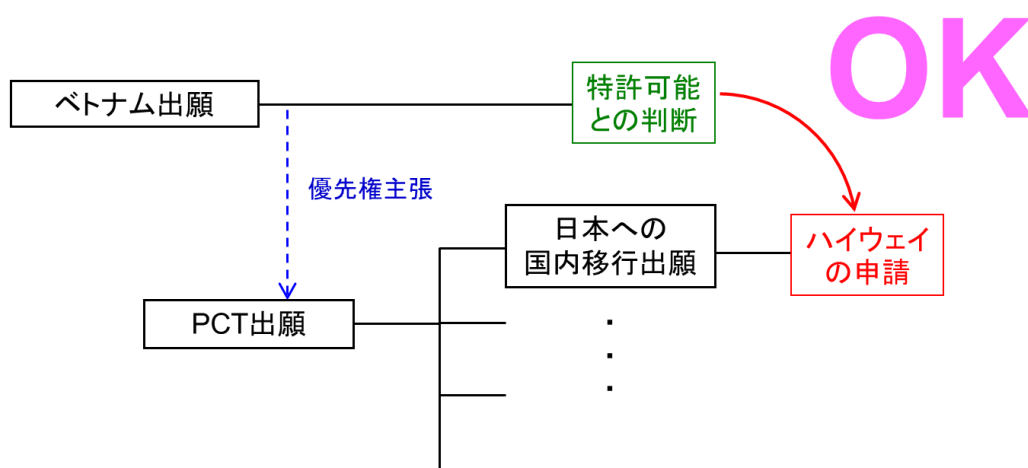 OK
ベトナム出願
特許可能
との判断
優先権主張
日本への
国内移行出願
ハイウェイ
の申請
PCT出願
・
・
・